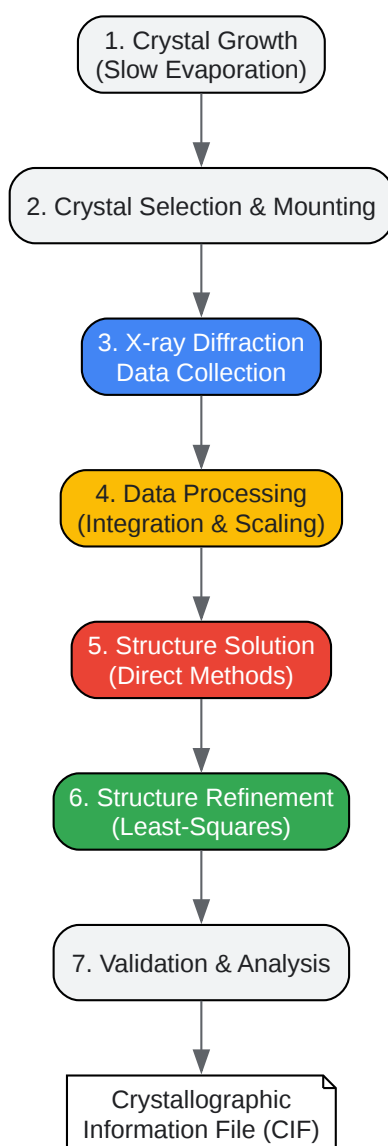 1. Crystal Growth
(Slow Evaporation)
2. Crystal Selection & Mounting
3. X-ray Diffraction
Data Collection
4. Data Processing
(Integration & Scaling)
5. Structure Solution
(Direct Methods)
6. Structure Refinement
(Least-Squares)
7. Validation & Analysis
Crystallographic
Information File (CIF)